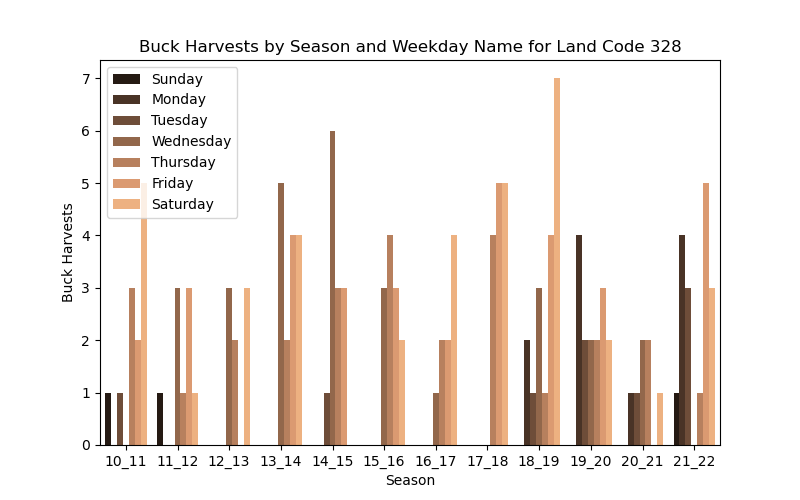 Buck Harvests by Season and Weekday Name for Land Code 328
Sunday
Monday
Tuesday
Wednesday
Thursday
Friday
Saturday
7
6
5
4
3
2
1
0
Buck Harvests
10_11 11_12 12_13 13_14 14_15 15_16 16_17 17_18 18_19 19_20 20_21 21_22
Season